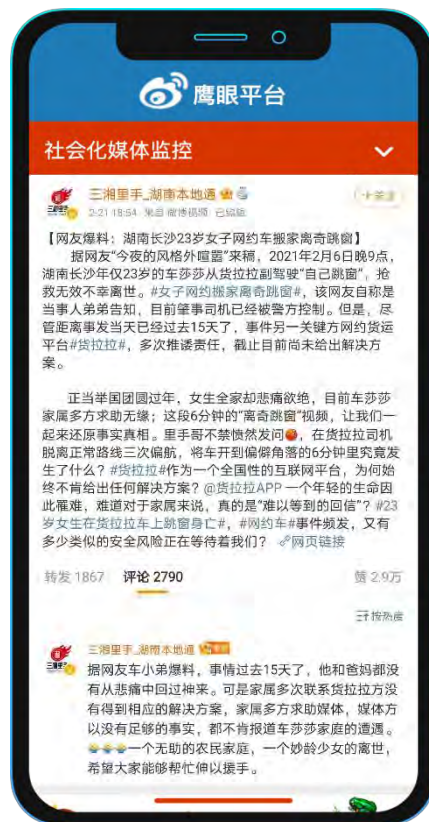 鹰眼平台
社会化媒体监控
三湘里手_湖南本地通
2-21 18:54 来自 微博视频 已编辑
【网友爆料：湖南长沙23岁女子网约车搬家离奇跳窗】
据网友“今夜的风格外喧嚣”来稿，2021年2月6日晚9点，
湖南长沙年仅23岁的车莎莎从货拉拉副驾驶“自己跳窗”，抢
救无效不幸离世。#女子网约搬家离奇跳窗#，该网友自称是
当事人弟弟告知，目前肇事司机已经被警方控制。但是，尽
管距离事发当天已经过去15天了，事件另一关键方网约货运
平台#货拉拉#，多次推诿责任，截止目前尚未给出解决方
案。
正当举国团圆过年，女生全家却悲痛欲绝，目前车莎莎
家属多方求助无缘；这段6分钟的“离奇跳窗”视频，让我们一
起来还原事实真相。里手哥不禁愤然发问，在货拉拉司机
脱离正常路线三次偏航，将车开到偏僻角落的6分钟里究竟发
生了什么？#货拉拉#作为一个全国性的互联网平台，为何始
终不肯给出任何解决方案？@货拉拉APP 一个年轻的生命因
此罹难，难道对于家属来说，真的是“难以等到的回信”？#23
岁女生在货拉拉车上跳窗身亡#，#网约车#事件频发，又有
多少类似的安全风险正在等待着我们？ 网页链接
转发 1867 评论 2790 赞 2.9万
按热度
三湘里手_湖南本地通
据网友车小弟爆料，事情过去15天了，他和爸妈都没
有从悲痛中回过神来。可是家属多次联系货拉拉方没
有得到相应的解决方案，家属多方求助媒体，媒体方
以没有足够的事实，都不肯报道车莎莎家庭的遭遇。
一个无助的农民家庭，一个妙龄少女的离世，
希望大家能够帮忙伸以援手。